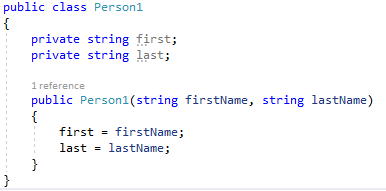 public class Person1
{
private string first;
private string last;
1 reference
public Person1(string firstName, string lastName)
{
first = firstName;
last = lastName;
}
}